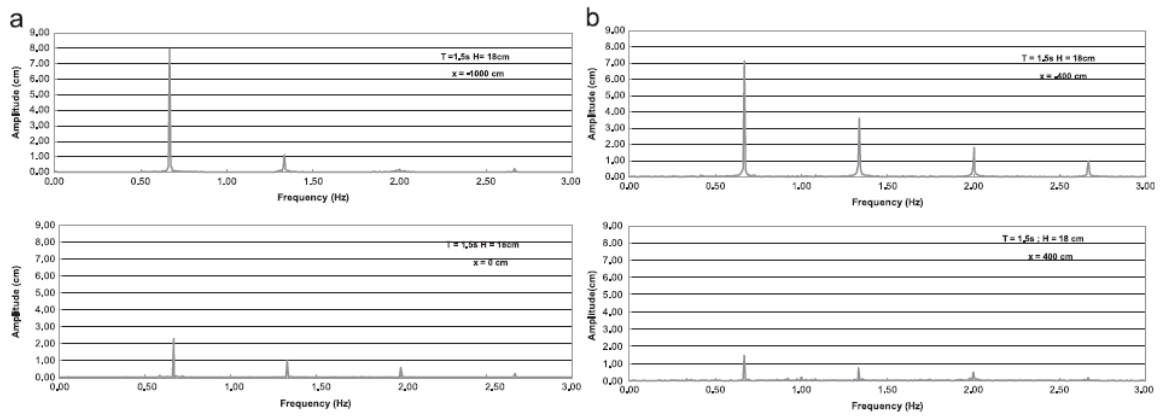 a
9.00
8.00
7.00
6.00
5.00
4.00
3.00
2.00
1.00
0.00
Amplitude (cm)
T =1.5s H= 18cm
x = -1000 cm
0.00 0.50 1.00 1.50 2.00 2.50 3.00
Frequency (Hz)
9.00
8.00
7.00
6.00
5.00
4.00
3.00
2.00
1.00
0.00
Amplitude (cm)
T = 1.5s H = 18cm
x = 0 cm
0.00 0.50 1.00 1.50 2.00 2.50 3.00
Frequency (Hz)
b
9.00
8.00
7.00
6.00
5.00
4.00
3.00
2.00
1.00
0.00
Amplitude (cm)
T = 1.5s H = 18cm
x = -400 cm
0.00 0.50 1.00 1.50 2.00 2.50 3.00
Frequency (Hz)
9.00
8.00
7.00
6.00
5.00
4.00
3.00
2.00
1.00
0.00
Amplitude(cm)
T = 1.5s ; H = 18 cm
x = 400 cm
0.00 0.50 1.00 1.50 2.00 2.50 3.00
Frequency (Hz)